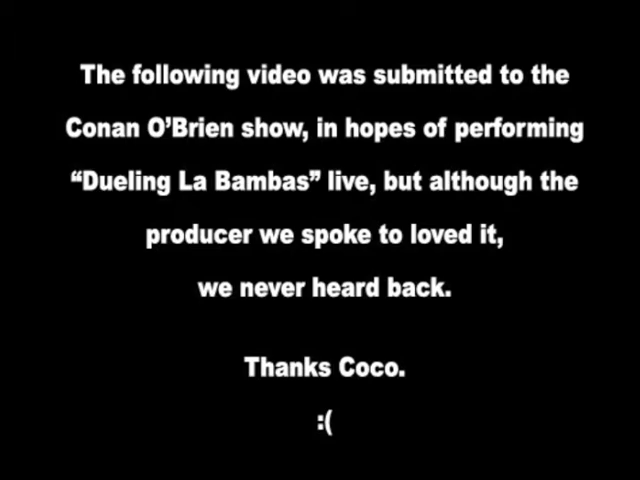 The following video was submitted to the
Conan O’Brien show, in hopes of performing
“Dueling La Bambas” live, but although the
producer we spoke to loved it,
we never heard back.
Thanks Coco.
:(